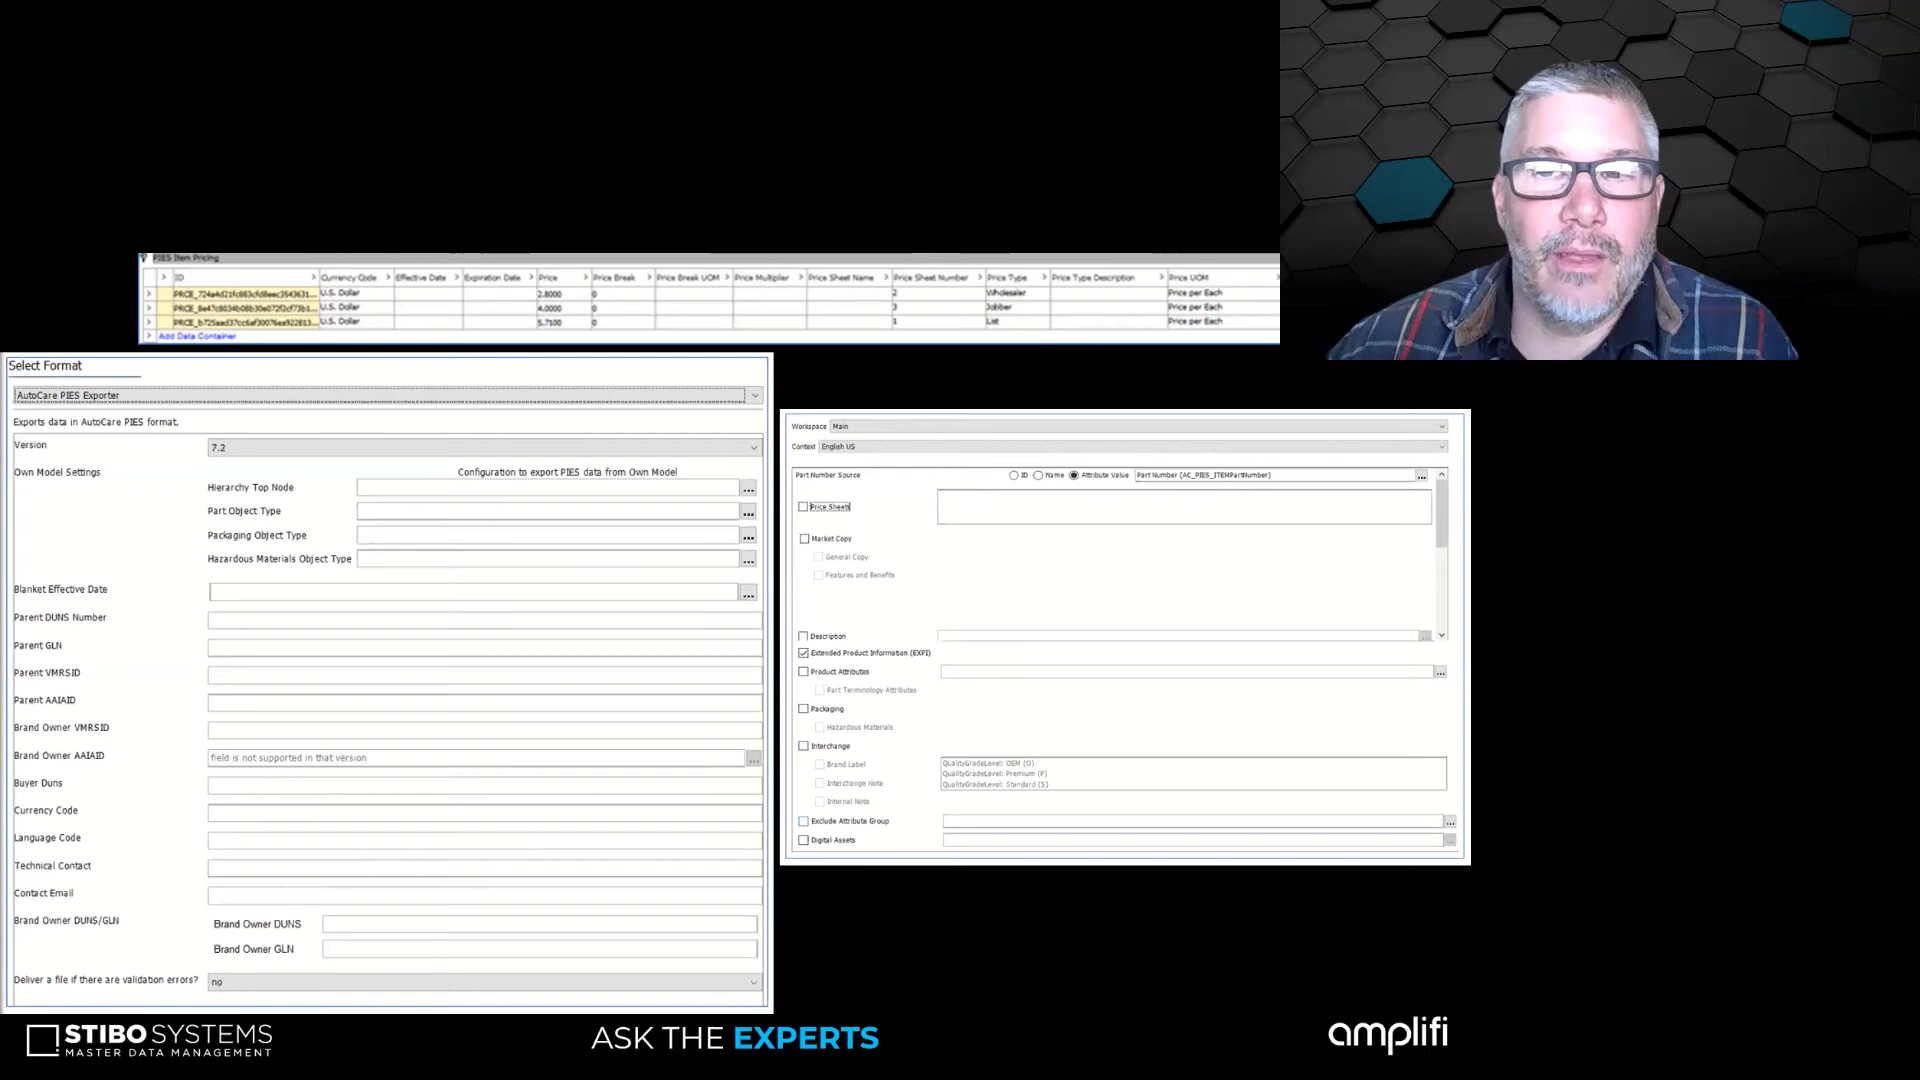 PIES Item Pricing
ID Currency Code Effective Date Expiration Date Price Price Break Price Break UOM Price Multiplier Price Sheet Name Price Sheet Number Price Type Price Type Description Price UOM
U.S. Dollar 2.8000 0 2 Wholesaler Price per Each
U.S. Dollar 4.0000 0 3 Jobber Price per Each
U.S. Dollar 5.7100 0 1 List Price per Each
Add Data Container
Select Format
AutoCare PIES Exporter
Exports data in AutoCare PIES format.
Version 7.2
Own Model Settings Configuration to export PIES data from Own Model
Hierarchy Top Node ...
Part Object Type ...
Packaging Object Type ...
Hazardous Materials Object Type ...
Blanket Effective Date ...
Parent DUNS Number
Parent GLN
Parent VMRSID
Parent AAIAID
Brand Owner VMRSID
Brand Owner AAIAID field is not supported in that version ...
Buyer Duns
Currency Code
Language Code
Technical Contact
Contact Email
Brand Owner DUNS/GLN Brand Owner DUNS
Brand Owner GLN
Deliver a file if there are validation errors? no
Workspace Main
Context English US
Part Number Source ID Name Attribute Value Part Number (AC_PIES_ITEMPartNumber) ...
Price Sheets
Market Copy
General Copy
Features and Benefits
Description ...
Extended Product Information (EXPI)
Product Attributes ...
Part Terminology Attributes
Packaging
Hazardous Materials
Interchange
Brand Label QualityGradeLevel: OEM (O)
QualityGradeLevel: Premium (P)
Interchange Note QualityGradeLevel: Standard (S)
Internal Note
Exclude Attribute Group ...
Digital Assets ...
STIBO SYSTEMS
MASTER DATA MANAGEMENT
ASK THE EXPERTS
amplifi